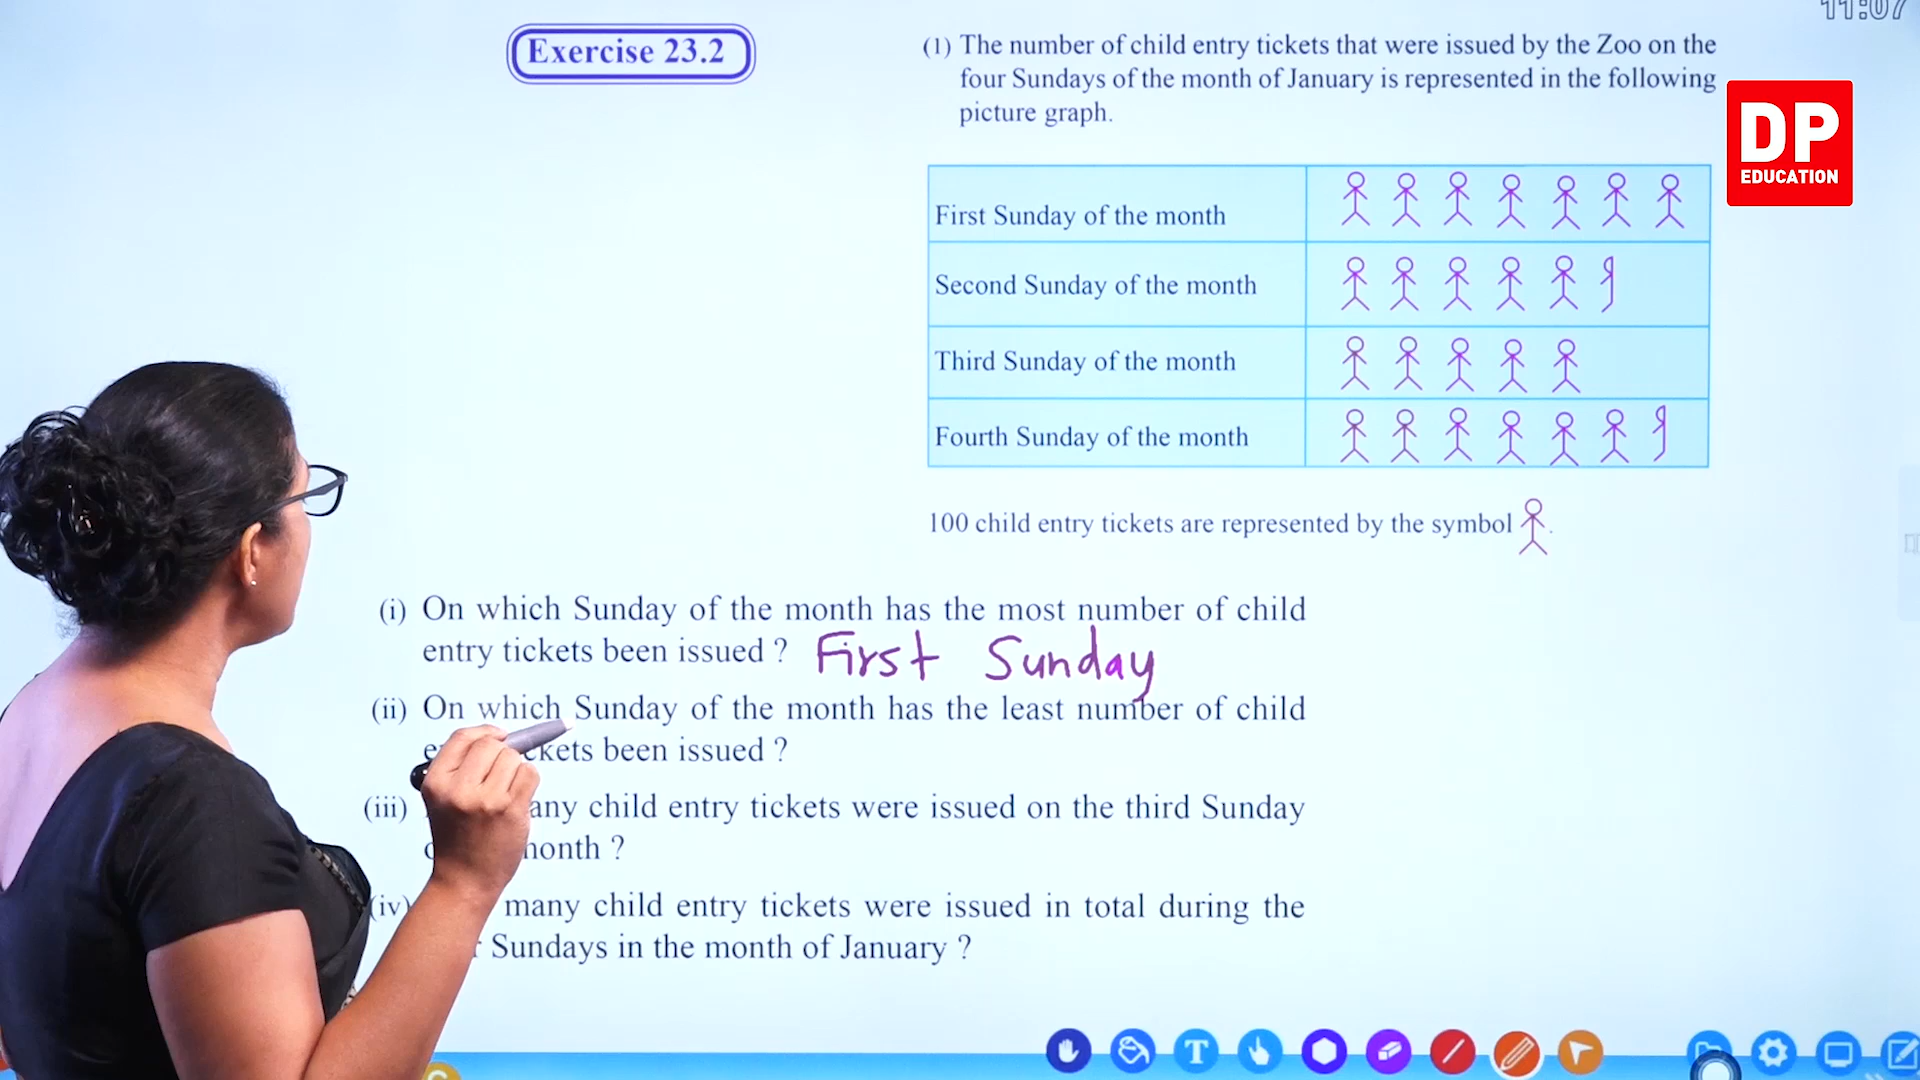 11:07
Exercise 23.2
(1) The number of child entry tickets that were issued by the Zoo on the
four Sundays of the month of January is represented in the following
picture graph.
DP
EDUCATION
First Sunday of the month
Second Sunday of the month
Third Sunday of the month
Fourth Sunday of the month
100 child entry tickets are represented by the symbol .
(i) On which Sunday of the month has the most number of child
entry tickets been issued ? First Sunday
(ii) On which Sunday of the month has the least number of child
been issued ?
(iii) child entry tickets were issued on the third Sunday
?
(iv) many child entry tickets were issued in total during the
Sundays in the month of January ?
T